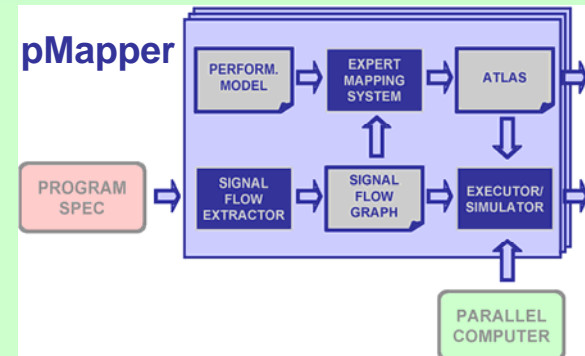 pMapper
PERFORM.
MODEL
EXPERT
MAPPING
SYSTEM
ATLAS
PROGRAM
SPEC
SIGNAL
FLOW
EXTRACTOR
SIGNAL
FLOW
GRAPH
EXECUTOR/
SIMULATOR
PARALLEL
COMPUTER